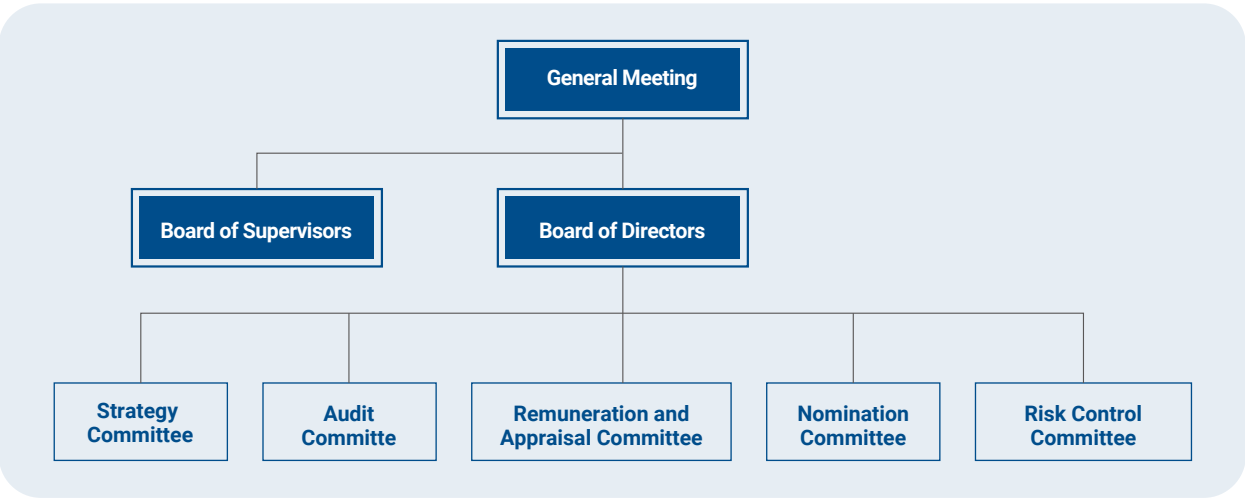 General Meeting
Board of Supervisors
Board of Directors
Strategy
Committee
Audit
Committe
Remuneration and
Appraisal Committee
Nomination
Committee
Risk Control
Committee